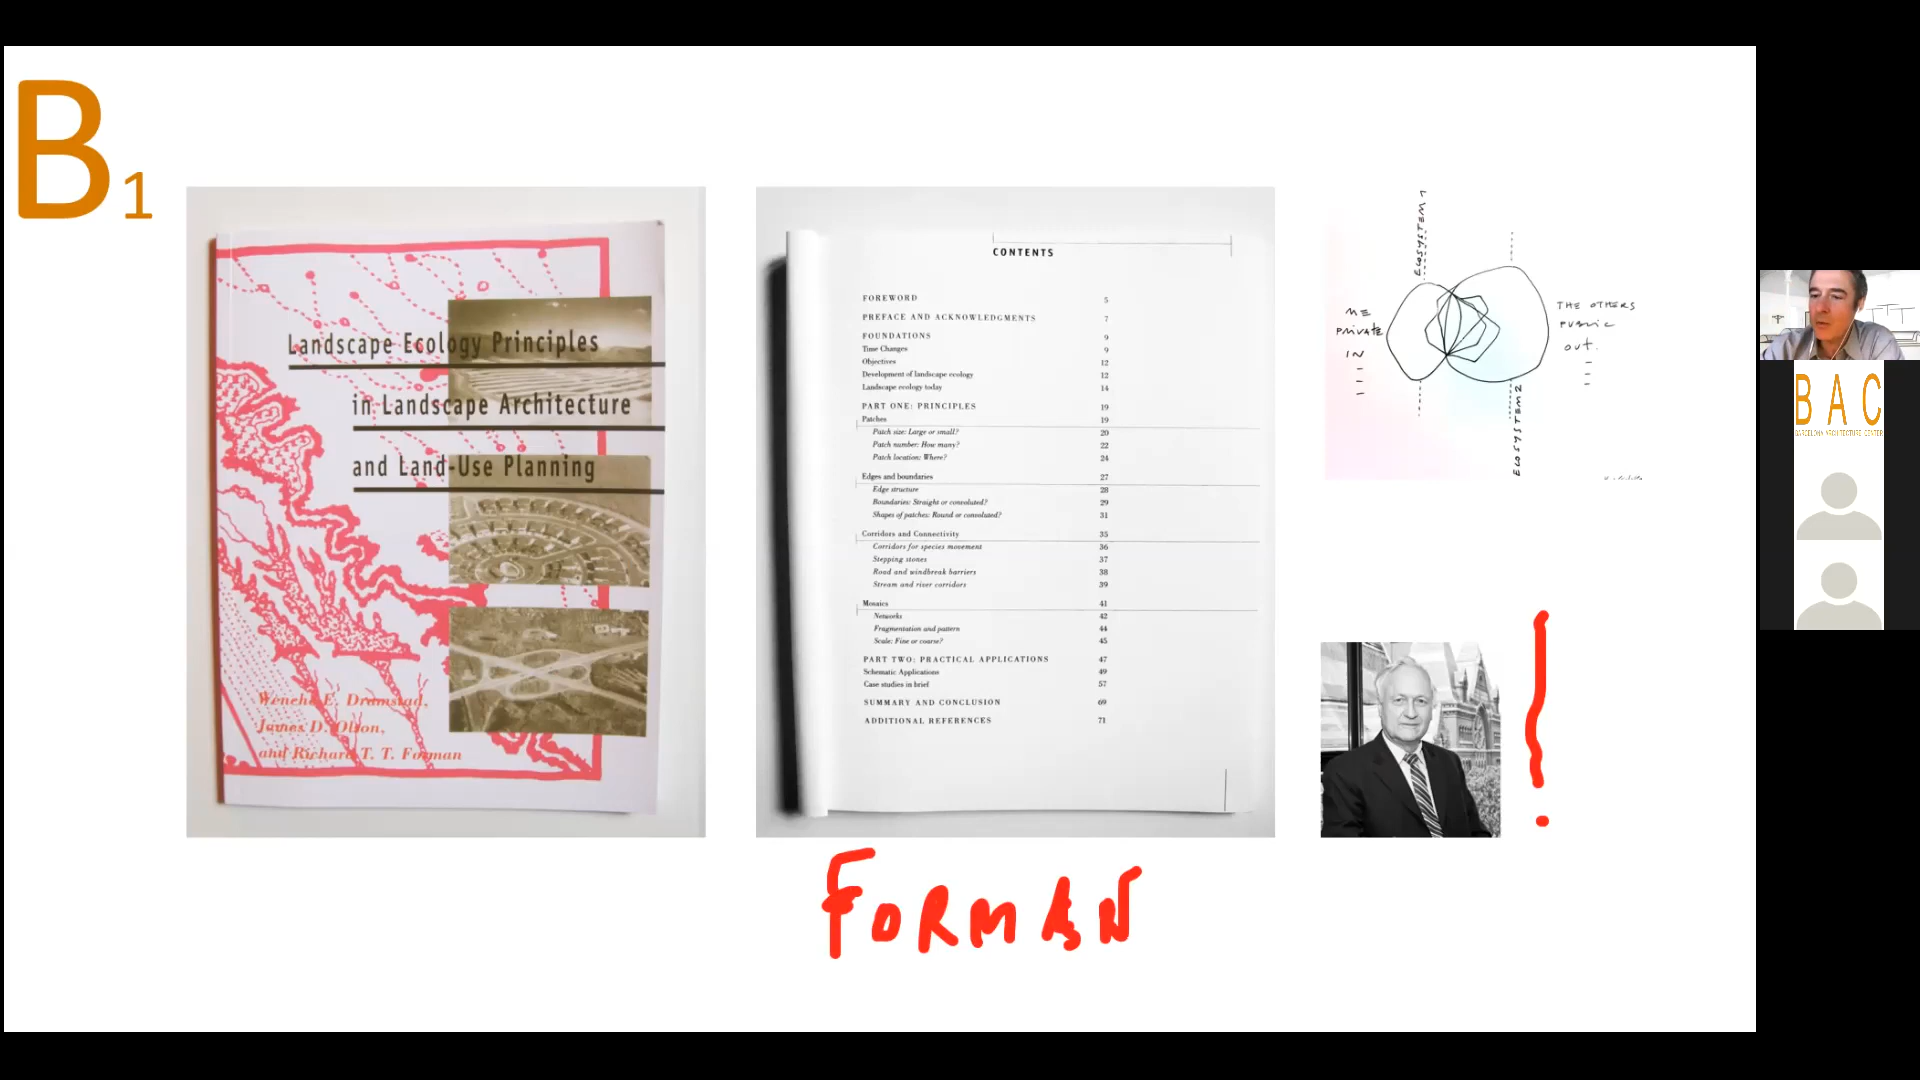 B1
Landscape Ecology Principles
in Landscape Architecture
and Land-Use Planning
Wenche E. Dramstad,
James D. Olson,
and Richard T. T. Forman
CONTENTS
FOREWORD 5
PREFACE AND ACKNOWLEDGMENTS 7
FOUNDATIONS 9
Time Changes 9
Objectives 12
Development of landscape ecology 12
Landscape ecology today 14
PART ONE: PRINCIPLES 19
Patches 19
Patch size: Large or small? 20
Patch number: How many? 22
Patch location: Where? 24
Edges and boundaries 27
Edge structure 28
Boundaries: Straight or convoluted? 29
Shapes of patches: Round or convoluted? 31
Corridors and Connectivity 35
Corridors for species movement 36
Stepping stones 37
Road and windbreak barriers 38
Stream and river corridors 39
Mosaics 41
Networks 42
Fragmentation and pattern 44
Scale: Fine or coarse? 45
PART TWO: PRACTICAL APPLICATIONS 47
Schematic Applications 49
Case studies in brief 57
SUMMARY AND CONCLUSION 69
ADDITIONAL REFERENCES 71
ECOSYSTEM 1
ME
PRIVATE
IN
THE OTHERS
PUBLIC
OUT.
ECOSYSTEM 2
FORMAN
!
BAC
BARCELONA ARCHITECTURE CENTER